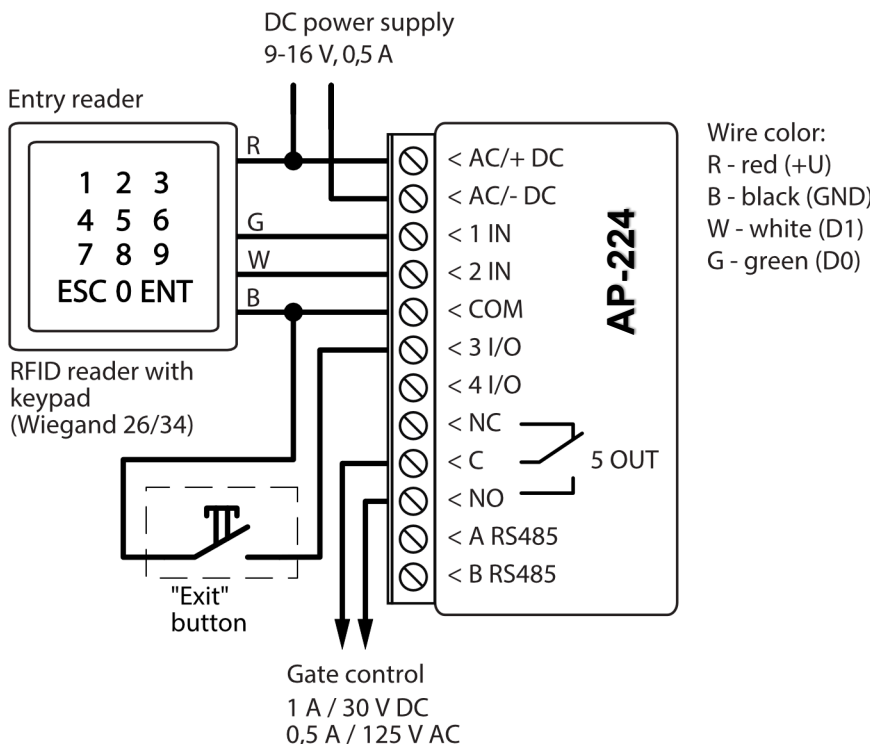 DC power supply
9-16 V, 0,5 A
Entry reader
1 2 3
4 5 6
7 8 9
ESC 0 ENT
R
G
W
B
RFID reader with
keypad
(Wiegand 26/34)
"Exit"
button
< AC/+ DC
< AC/- DC
< 1 IN
< 2 IN
< COM
< 3 I/O
< 4 I/O
< NC
< C
< NO
< A RS485
< B RS485
5 OUT
AP-224
Wire color:
R - red (+U)
B - black (GND)
W - white (D1)
G - green (D0)
Gate control
1 A / 30 V DC
0,5 A / 125 V AC